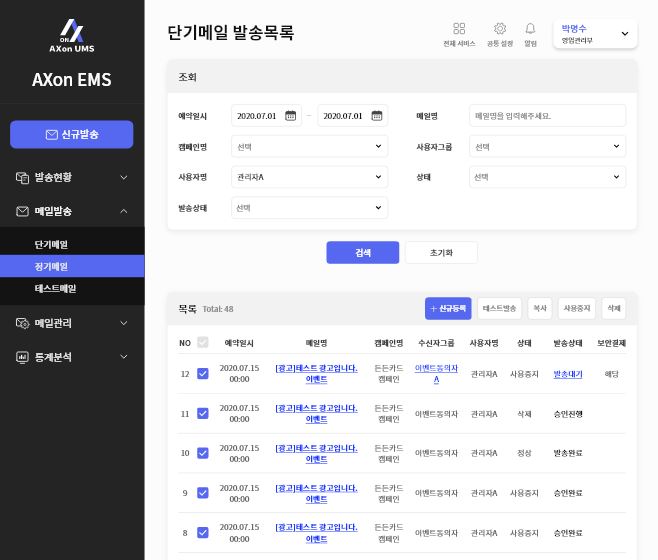 ON
AXon UMS
AXon EMS
신규발송
발송현황
메일발송
단기메일
정기메일
테스트메일
메일관리
통계분석
단기메일 발송목록
전체 서비스
공통 설정
알림
박명수
영업관리부
조회
예약일시 2020.07.01 ~ 2020.07.01 메일명 메일명을 입력해주세요.
캠페인명 선택 사용자그룹 선택
사용자명 관리자A 상태 선택
발송상태 선택
검색 초기화
목록 Total: 48 + 신규등록 테스트발송 복사 사용중지 삭제
NO 예약일시 메일명 캠페인명 수신자그룹 사용자명 상태 발송상태 보안결재
12 2020.07.15 00:00 [광고]테스트 광고입니다. 이벤트 든든카드 캠페인 이벤트동의자 A 관리자A 사용중지 발송대기 해당
11 2020.07.15 00:00 [광고]테스트 광고입니다. 이벤트 든든카드 캠페인 이벤트동의자 관리자A 삭제 승인진행
10 2020.07.15 00:00 [광고]테스트 광고입니다. 이벤트 든든카드 캠페인 이벤트동의자 관리자A 정상 발송완료
9 2020.07.15 00:00 [광고]테스트 광고입니다. 이벤트 든든카드 캠페인 이벤트동의자 관리자A 사용중지 승인완료
8 2020.07.15 00:00 [광고]테스트 광고입니다. 이벤트 든든카드 캠페인 이벤트동의자 관리자A 사용중지 승인완료